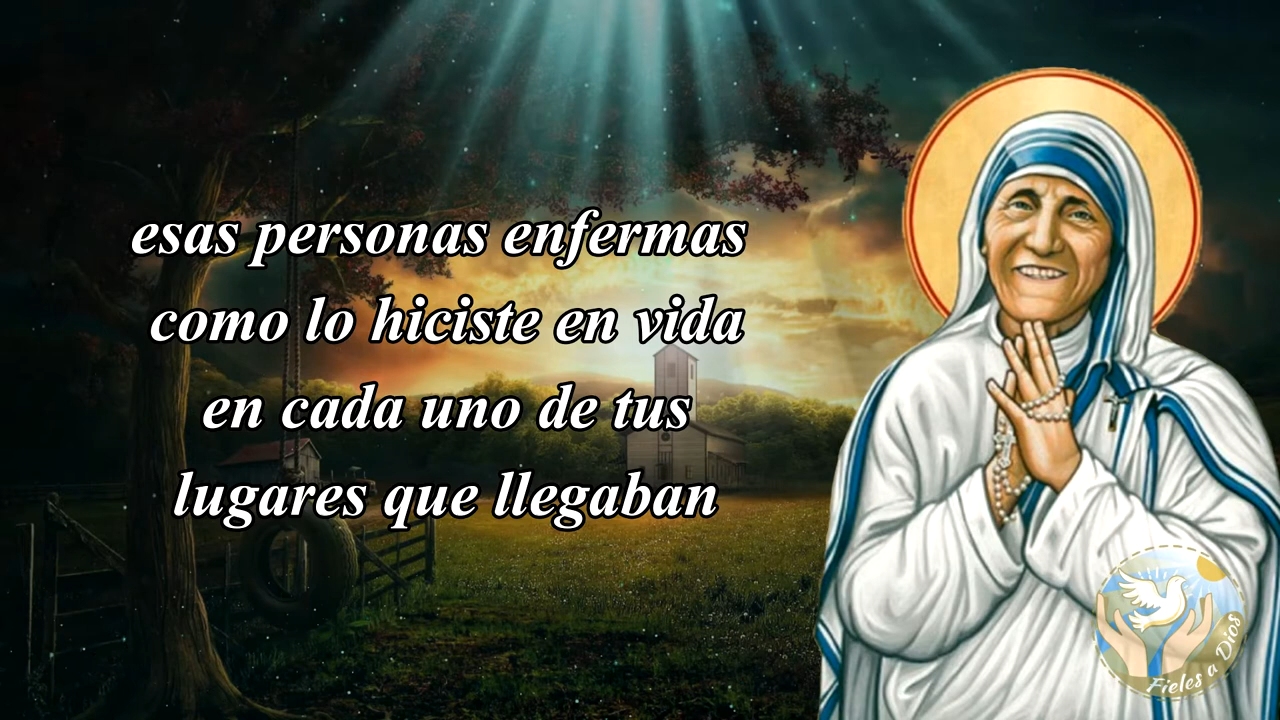 esas personas enfermas
como lo hiciste en vida
en cada uno de tus
lugares que llegaban
Fieles a Dios